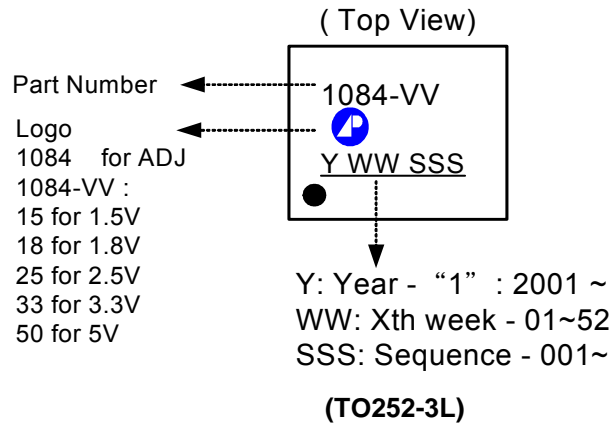 ( Top View)
Part Number
1084-VV
Logo
1084 for ADJ
1084-VV :
15 for 1.5V
18 for 1.8V
25 for 2.5V
33 for 3.3V
50 for 5V
Y WW SSS
Y: Year - “1” : 2001 ~
WW: Xth week - 01~52
SSS: Sequence - 001~
(TO252-3L)